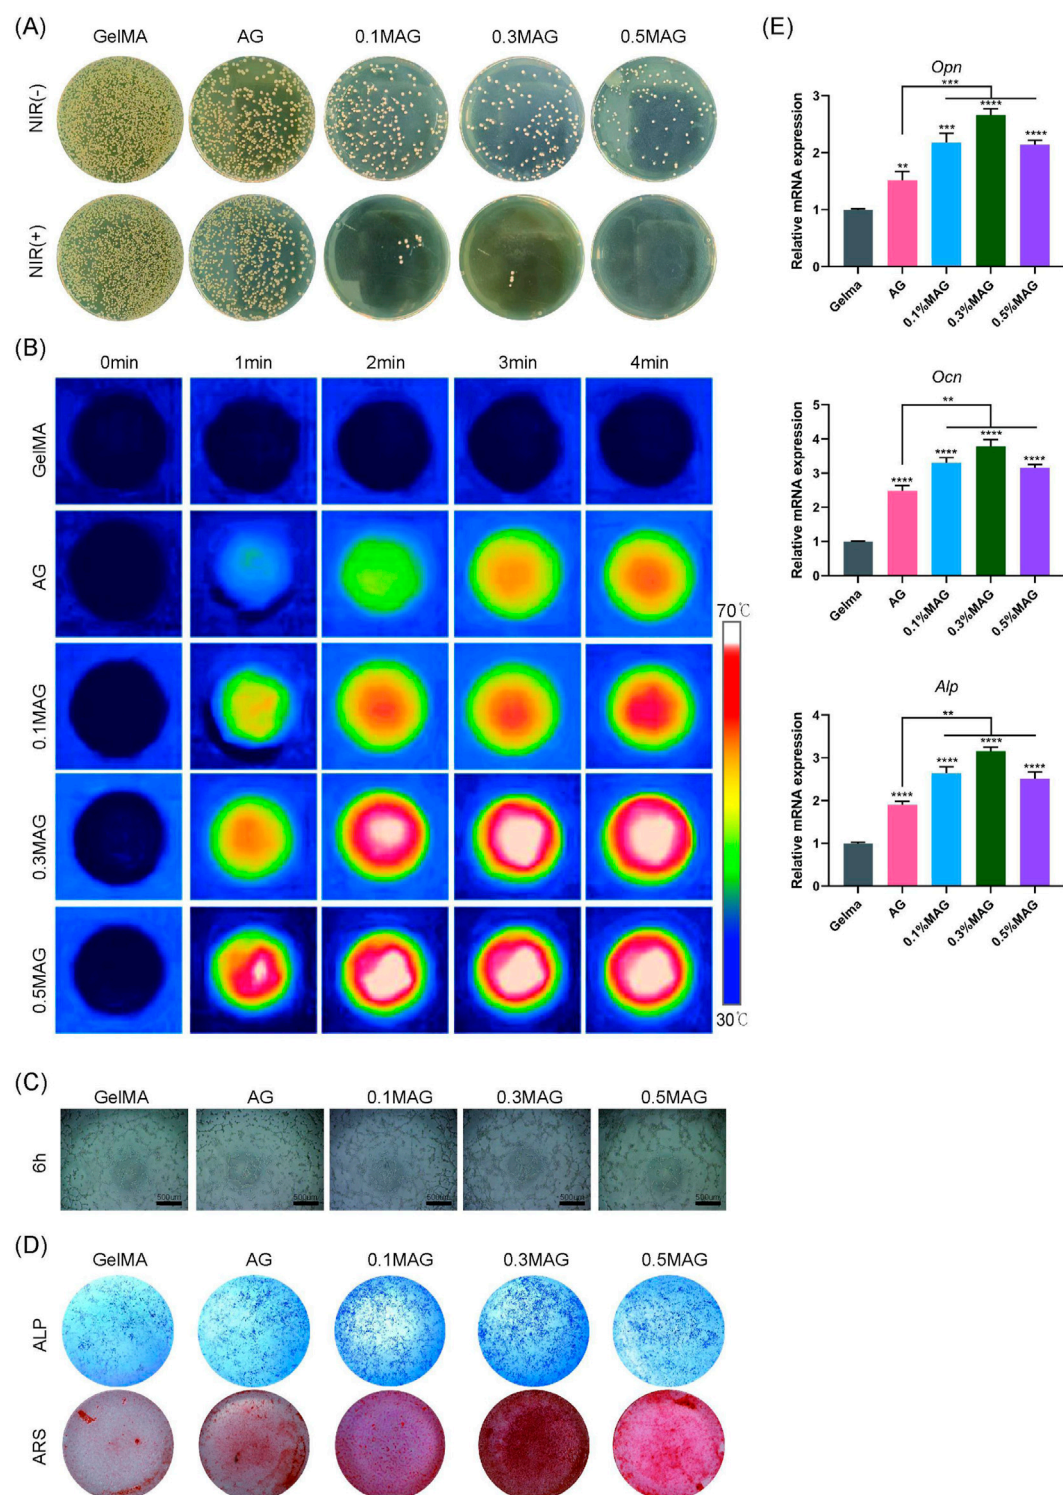 (A)
GelMA AG 0.1MAG 0.3MAG 0.5MAG
NIR(-)
NIR(+)
(B)
0min 1min 2min 3min 4min
GelMA
AG
0.1MAG
0.3MAG
0.5MAG
70℃
30℃
(C)
GelMA AG 0.1MAG 0.3MAG 0.5MAG
6h
500um 500um 500um 500um 500um
(D)
GelMA AG 0.1MAG 0.3MAG 0.5MAG
ALP
ARS
(E)
Opn
Relative mRNA expression
3
2
1
0
***
** *** **** ****
Gelma AG 0.1%MAG 0.3%MAG 0.5%MAG
Ocn
Relative mRNA expression
5
4
3
2
1
0
**
**** **** **** ****
Gelma AG 0.1%MAG 0.3%MAG 0.5%MAG
Alp
Relative mRNA expression
4
3
2
1
0
**
**** **** **** ****
Gelma AG 0.1%MAG 0.3%MAG 0.5%MAG